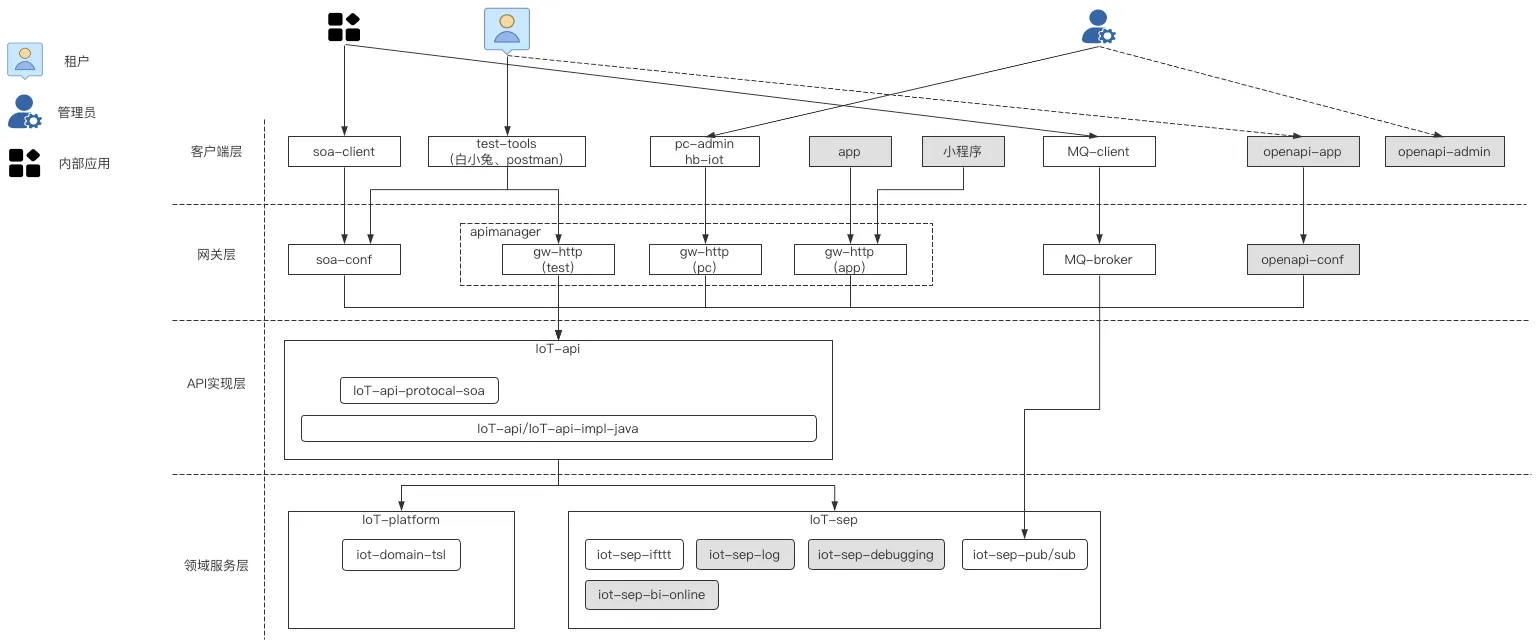 租户
管理员
内部应用
客户端层
soa-client
test-tools
(白小兔、postman)
pc-admin
hb-iot
app
小程序
MQ-client
openapi-app
openapi-admin
网关层
apimanager
soa-conf
gw-http
(test)
gw-http
(pc)
gw-http
(app)
MQ-broker
openapi-conf
API实现层
IoT-api
IoT-api-protocal-soa
IoT-api/IoT-api-impl-java
领域服务层
IoT-platform
iot-domain-tsl
IoT-sep
iot-sep-ifttt
iot-sep-log
iot-sep-debugging
iot-sep-pub/sub
iot-sep-bi-online